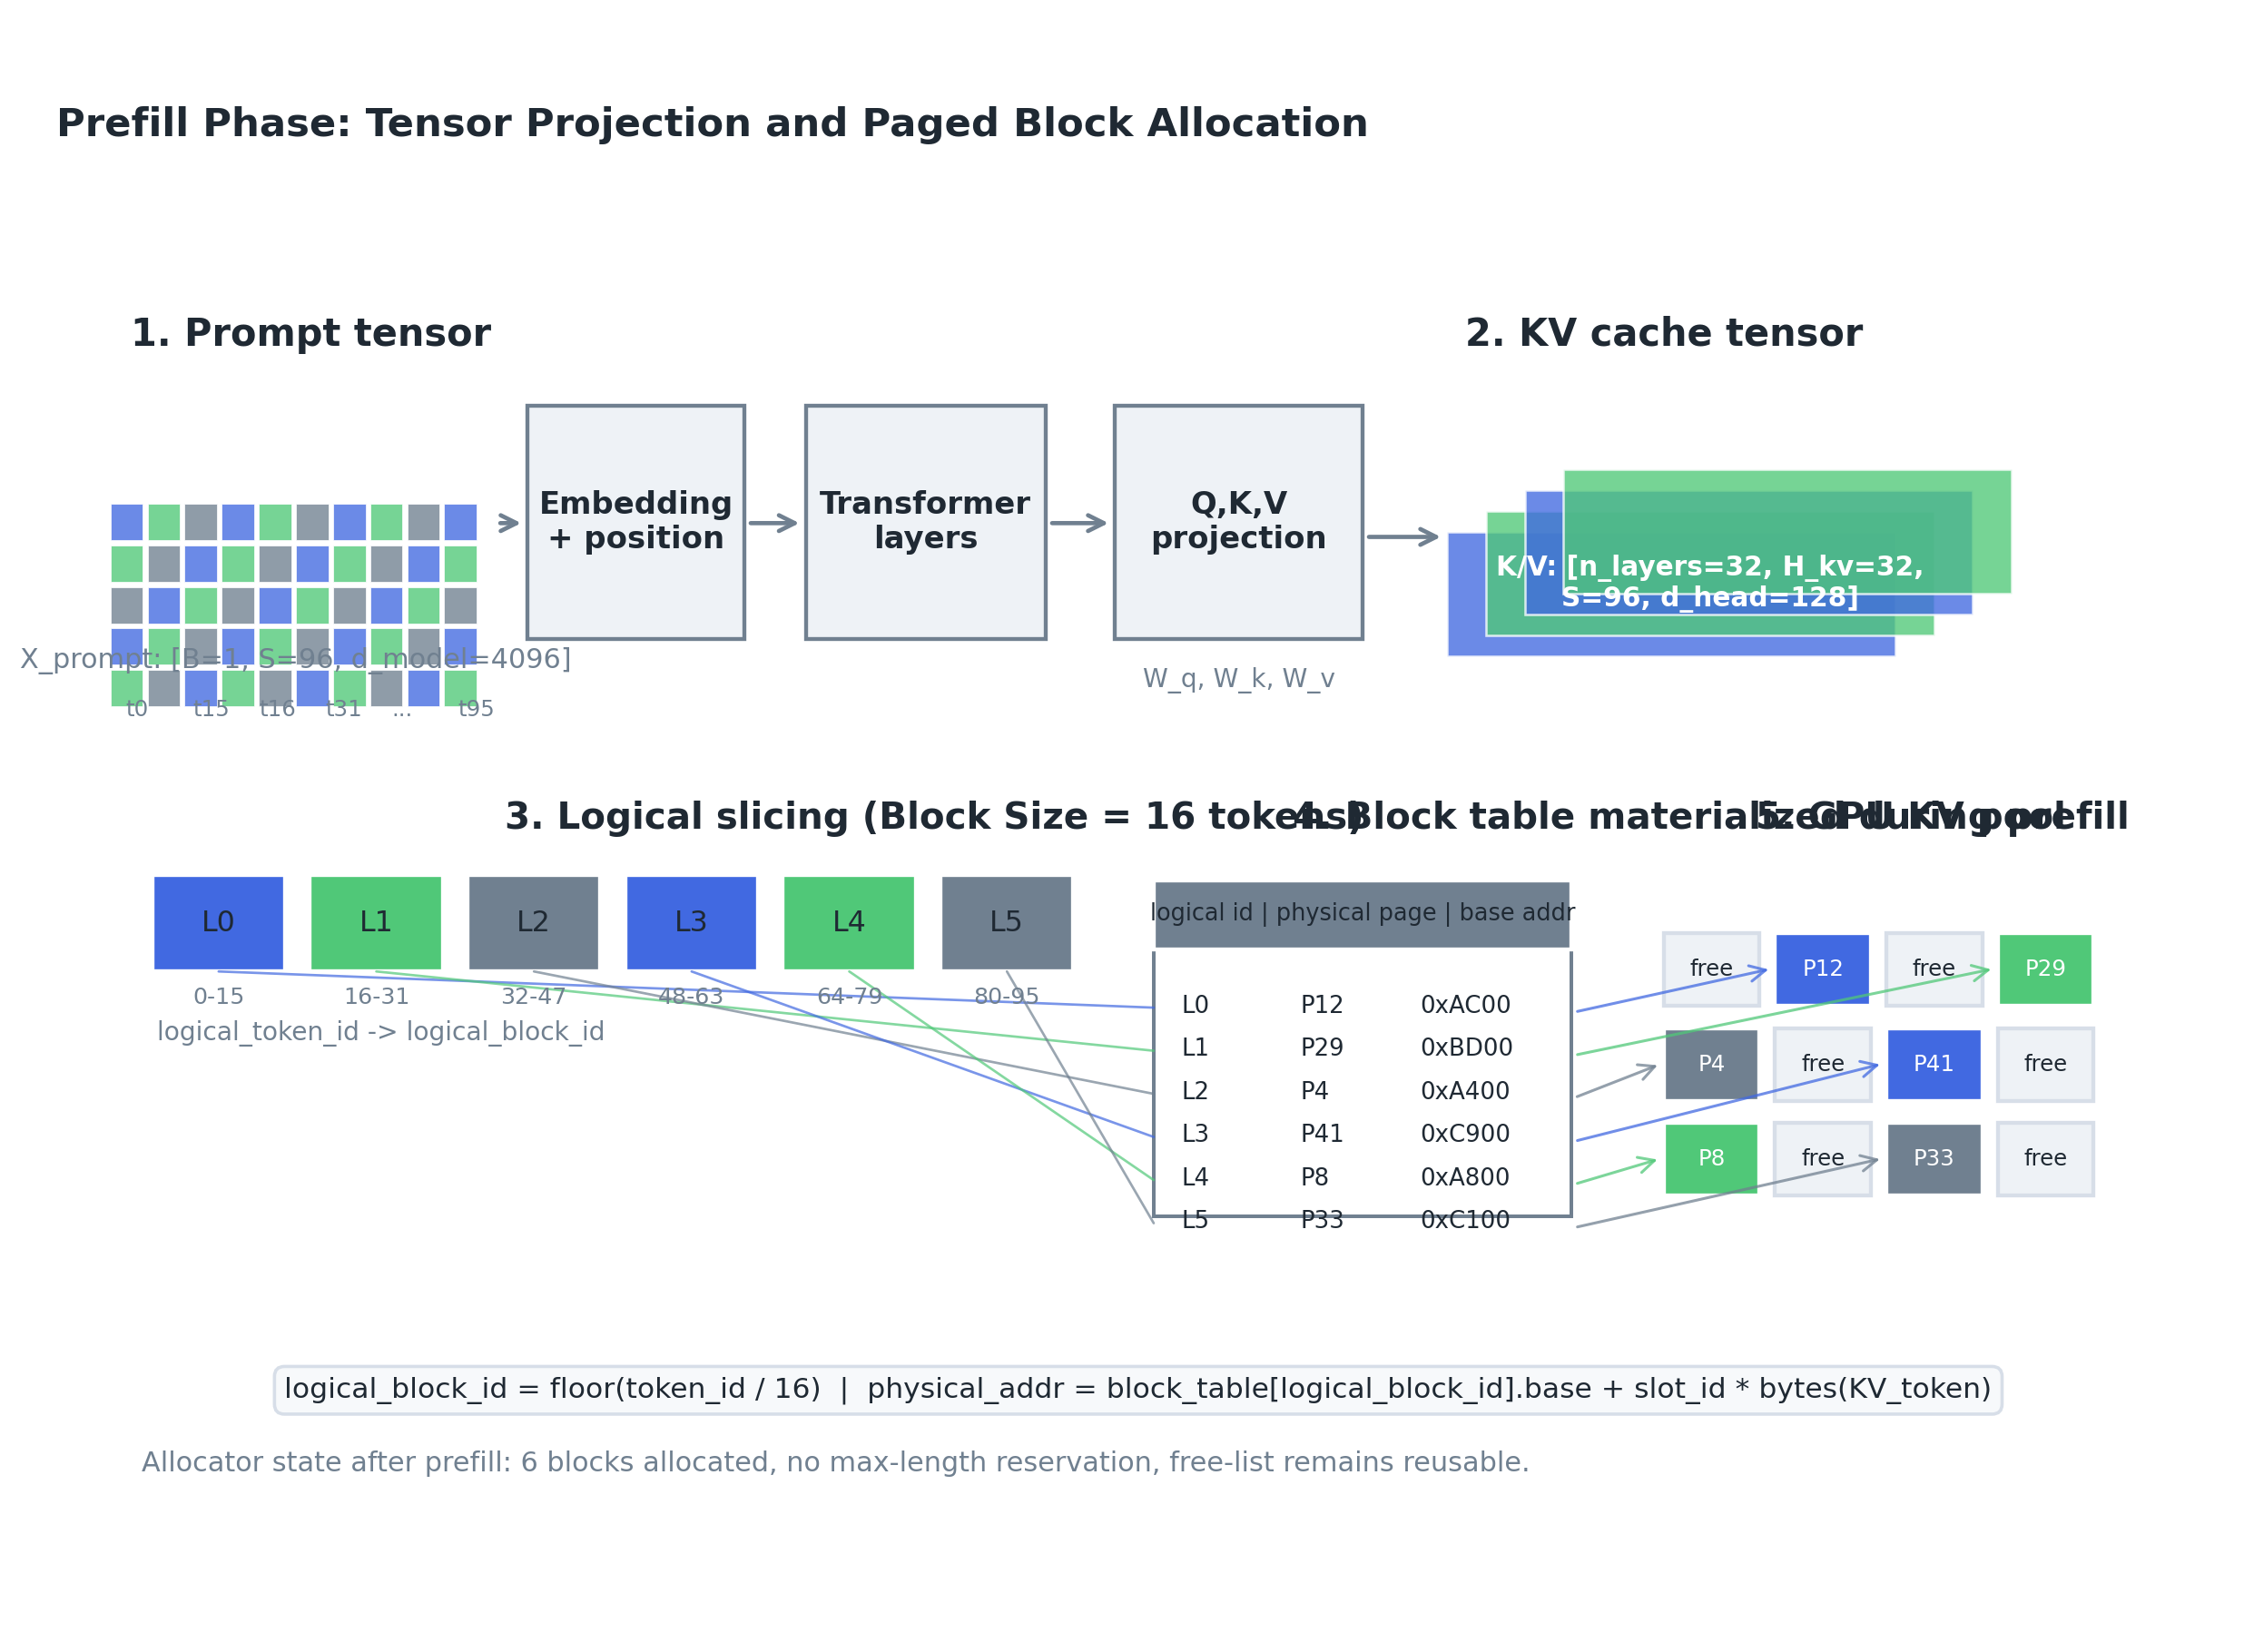 Prefill Phase: Tensor Projection and Paged Block Allocation
1. Prompt tensor
2. KV cache tensor
Embedding
+ position
Transformer
layers
Q,K,V
projection
K/V: [n_layers=32, H_kv=32,
S=96, d_head=128]
X_prompt: [B=1, S=96, d_model=4096]
W_q, W_k, W_v
t0 t15 t16 t31 ... t95
3. Logical slicing (Block Size = 16 tokens)
4. Block table materialized during prefill
5. GPU KV pool
L0 L1 L2 L3 L4 L5
0-15 16-31 32-47 48-63 64-79 80-95
logical_token_id -> logical_block_id
logical id | physical page | base addr
L0 P12 0xAC00
L1 P29 0xBD00
L2 P4 0xA400
L3 P41 0xC900
L4 P8 0xA800
L5 P33 0xC100
free P12 free P29
P4 free P41 free
P8 free P33 free
logical_block_id = floor(token_id / 16) | physical_addr = block_table[logical_block_id].base + slot_id * bytes(KV_token)
Allocator state after prefill: 6 blocks allocated, no max-length reservation, free-list remains reusable.